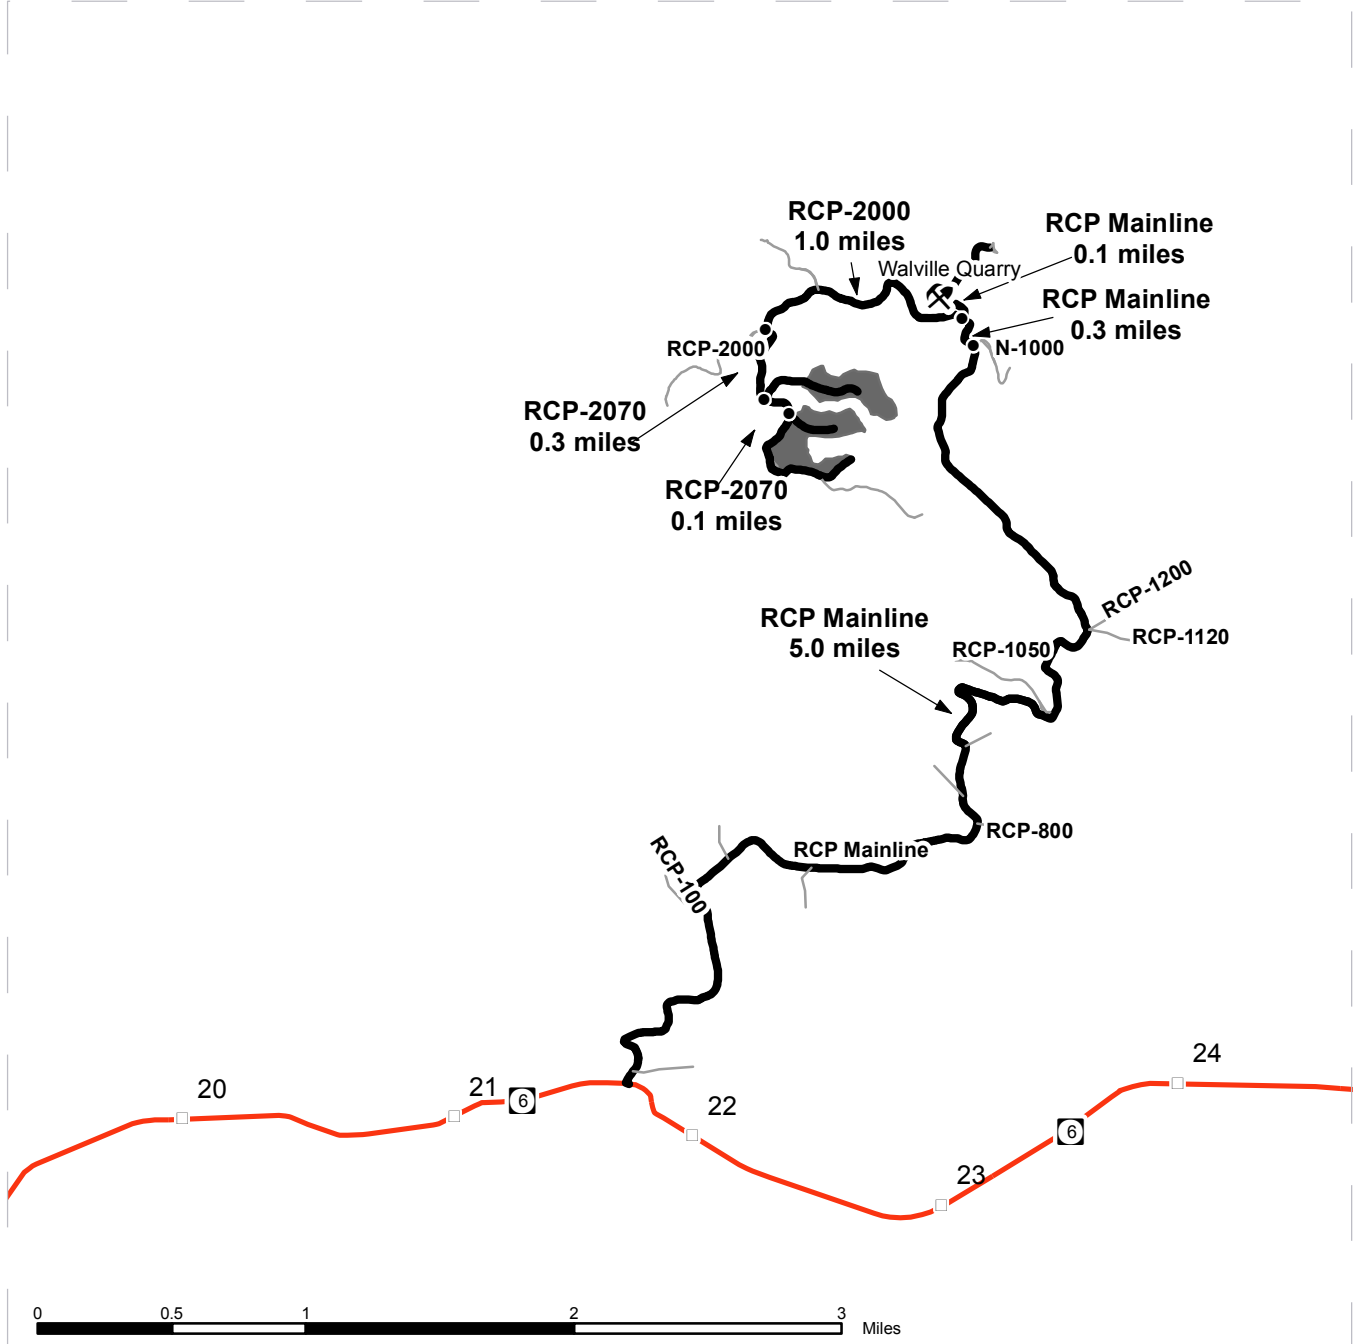 RCP-2000
1.0 miles
RCP Mainline
0.1 miles
Walville Quarry
RCP Mainline
0.3 miles
RCP-2000
N-1000
RCP-2070
0.3 miles
RCP-2070
0.1 miles
RCP-1200
RCP Mainline
5.0 miles
RCP-1120
RCP-1050
RCP-800
RCP Mainline
RCP-100
24
20
21
6
22
6
23
0 0.5 1 2 3
Miles